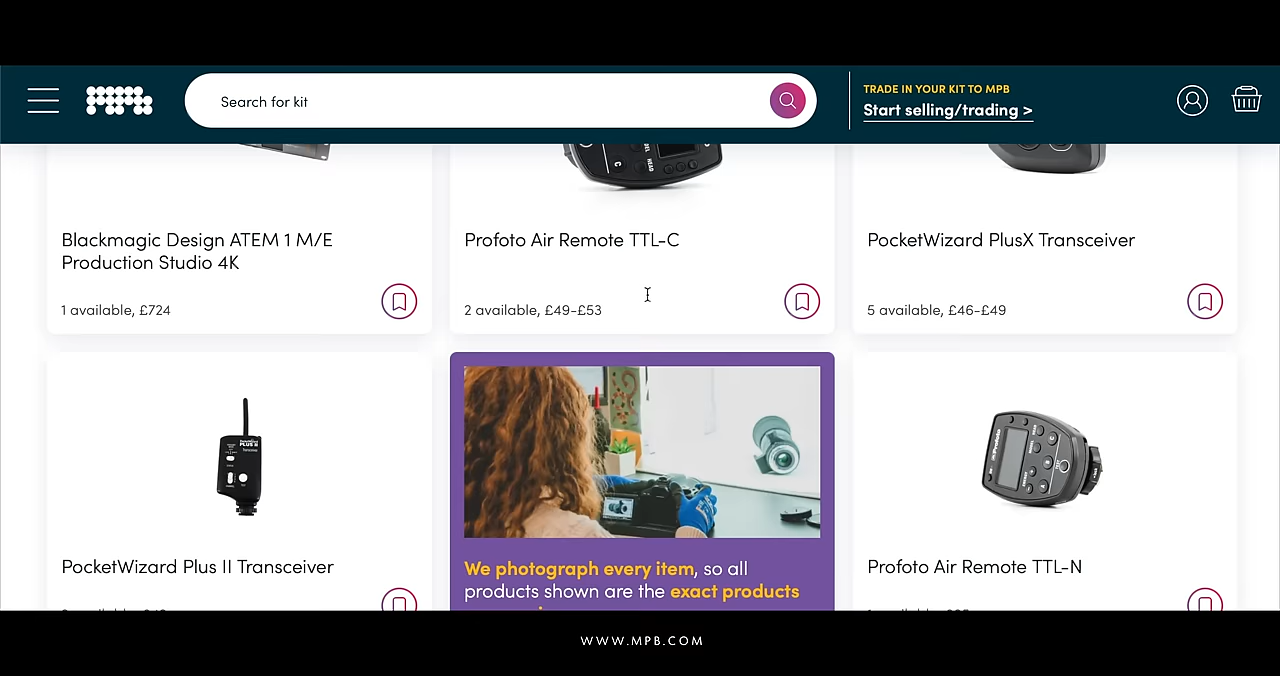 Search for kit
TRADE IN YOUR KIT TO MPB
Start selling/trading >
Blackmagic Design ATEM 1 M/E
Production Studio 4K
1 available, £724
Profoto Air Remote TTL-C
2 available, £49-£53
PocketWizard PlusX Transceiver
5 available, £46-£49
PocketWizard Plus II Transceiver
We photograph every item, so all
products shown are the exact products
Profoto Air Remote TTL-N
WWW.MPB.COM